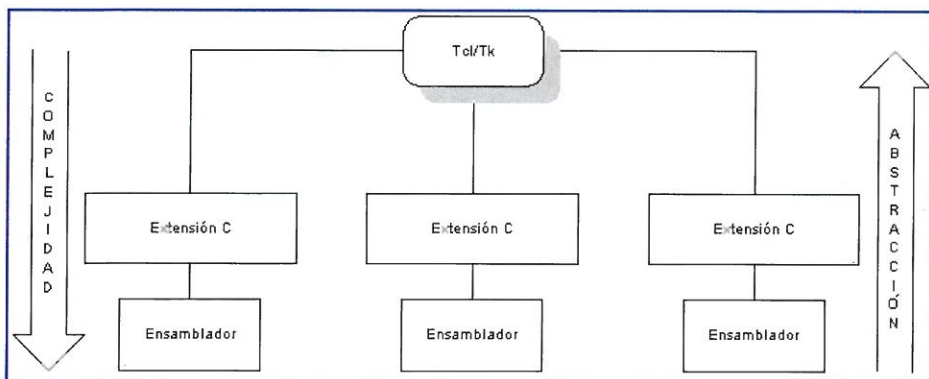 Tcl/Tk
COMPLEJIDAD
ABSTRACCIÓN
Extensión C
Extensión C
Extensión C
Ensamblador
Ensamblador
Ensamblador